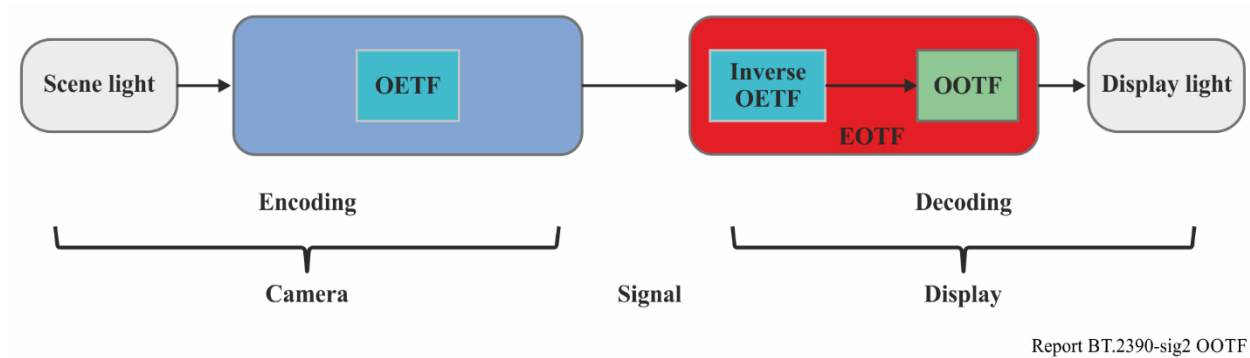 Scene light
OETF
Inverse
OETF
OOTF
Display light
EOTF
Encoding
Decoding
Camera
Signal
Display
Report BT.2390-sig2 OOTF